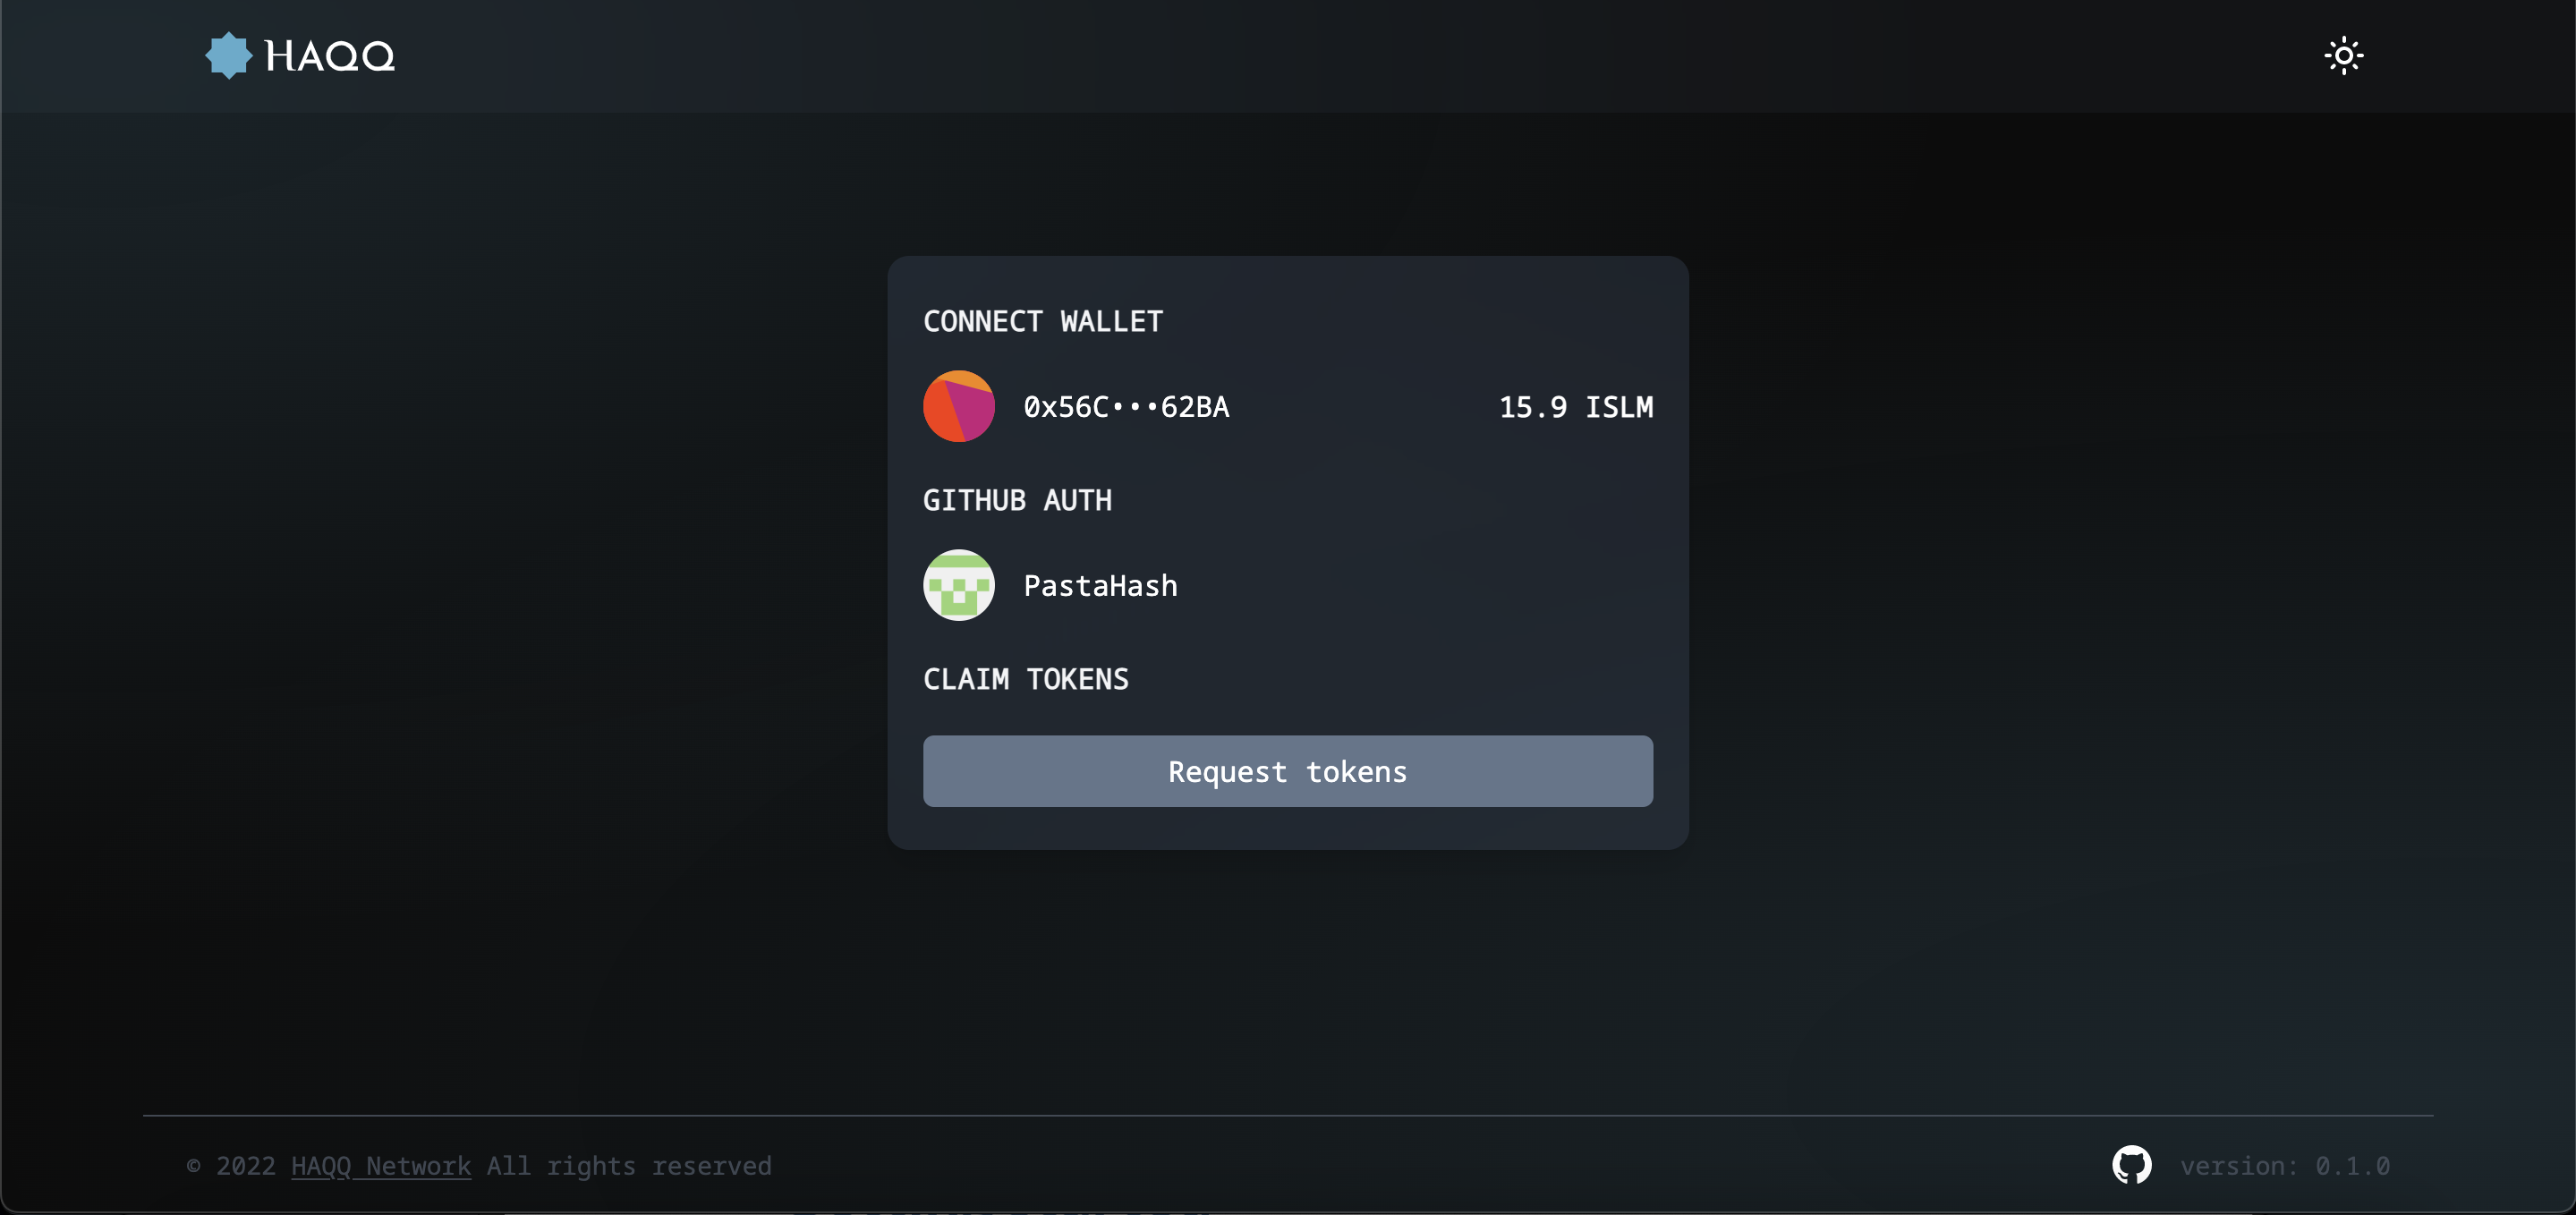 HAQQ
CONNECT WALLET
0x56C•••62BA 15.9 ISLM
GITHUB AUTH
PastaHash
CLAIM TOKENS
Request tokens
© 2022 HAQQ Network All rights reserved version: 0.1.0